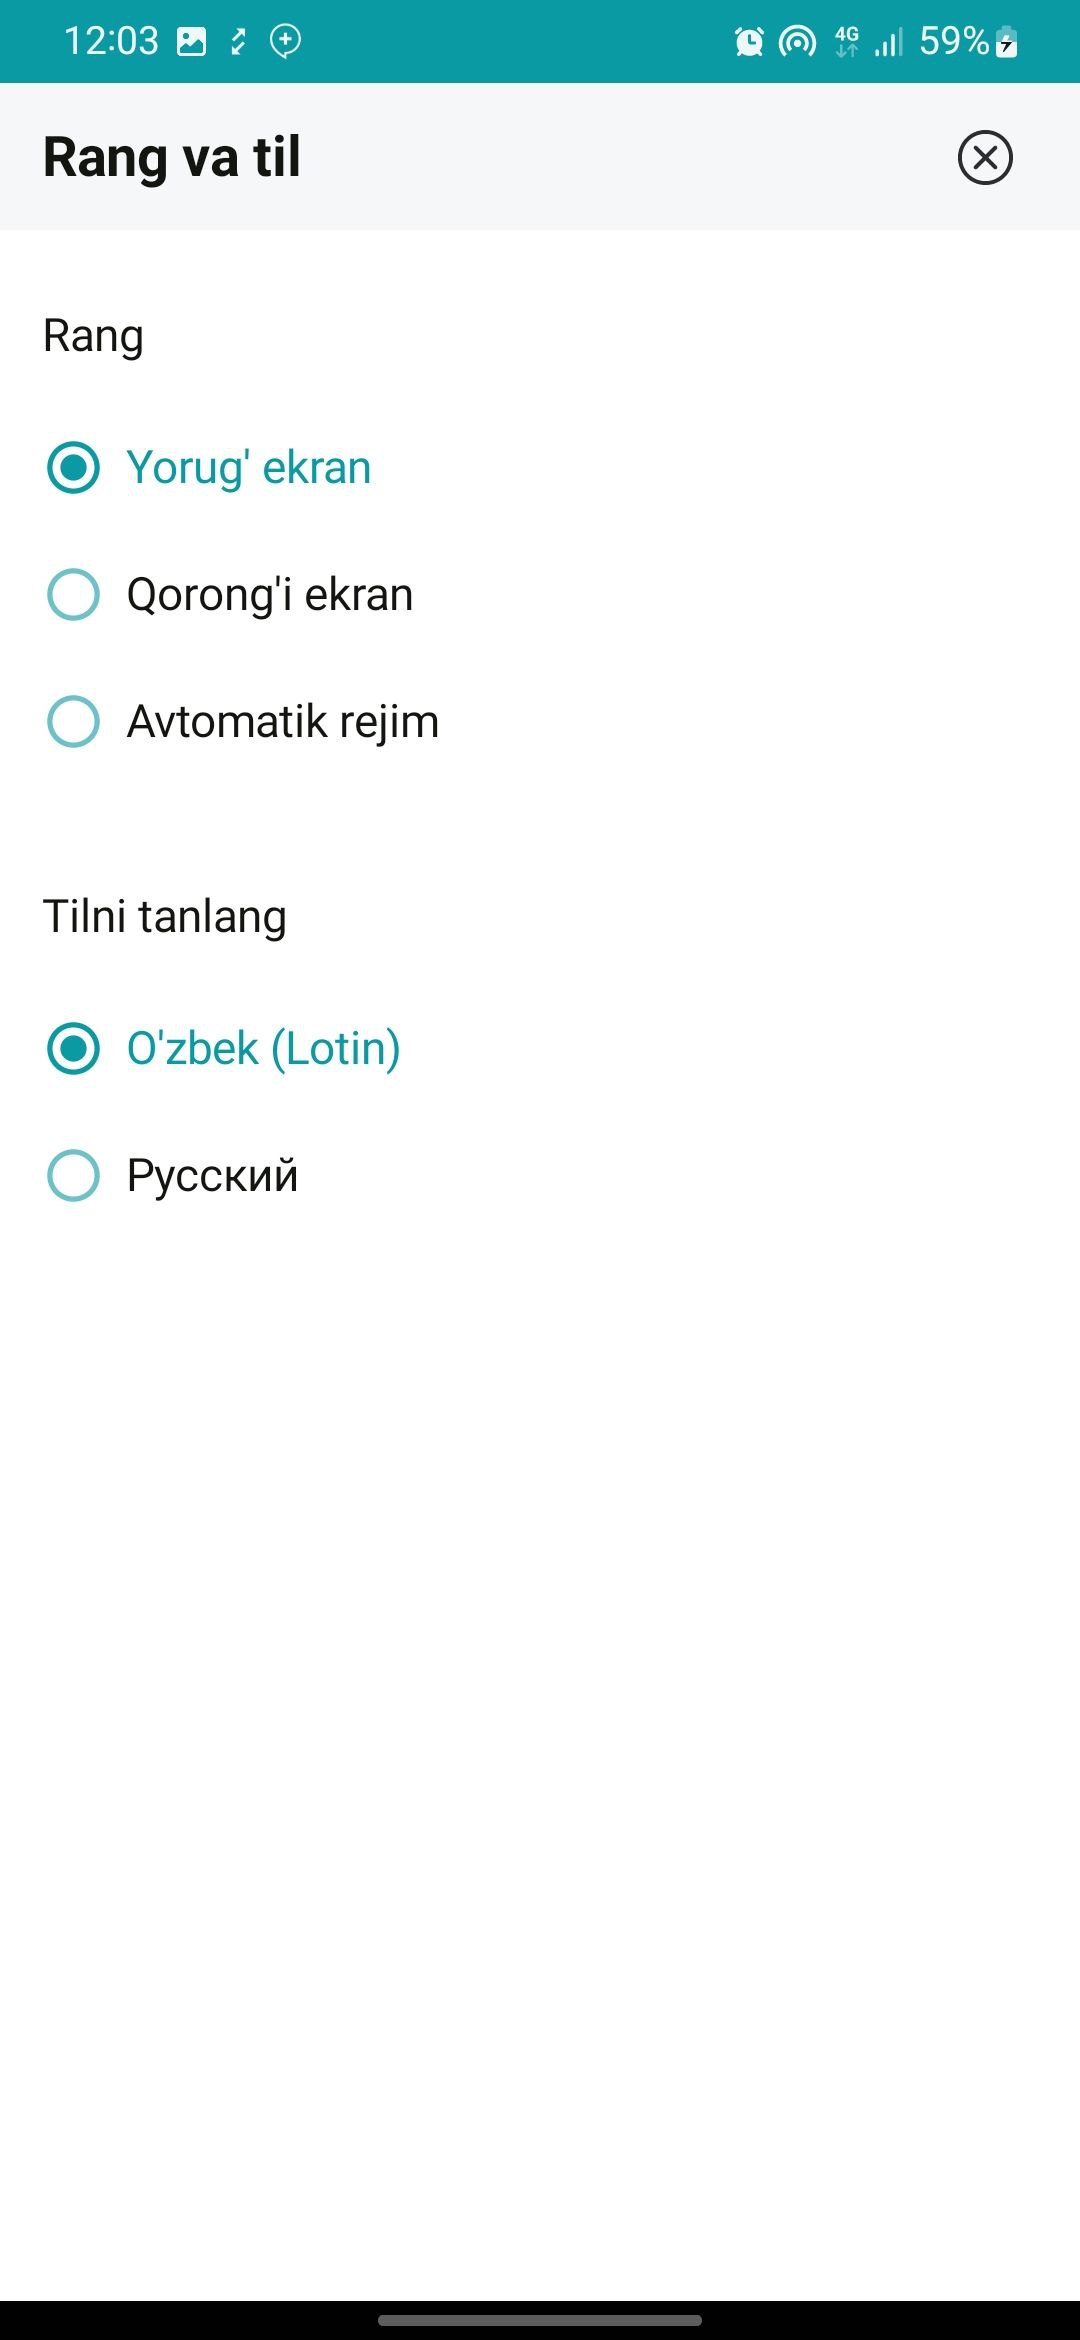 12:03 4G 59%
Rang va til
Rang
Yorug' ekran
Qorong'i ekran
Avtomatik rejim
Tilni tanlang
O'zbek (Lotin)
Русский